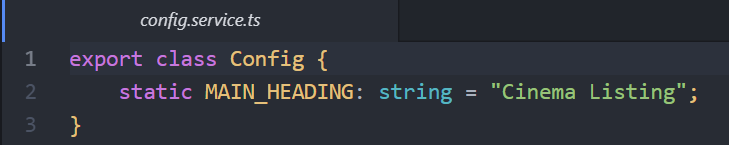 config.service.ts
1 export class Config {
2 static MAIN_HEADING: string = "Cinema Listing";
3 }